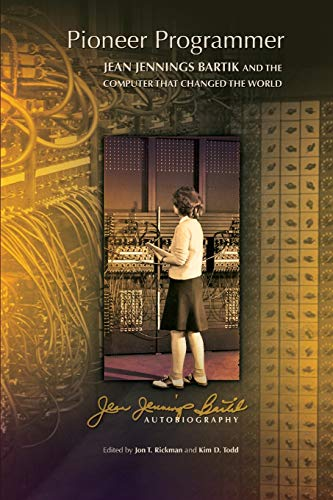 Pioneer Programmer
JEAN JENNINGS BARTIK AND THE
COMPUTER THAT CHANGED THE WORLD
Jean Jennings Bartik
AUTOBIOGRAPHY
Edited by Jon T. Rickman and Kim D. Todd